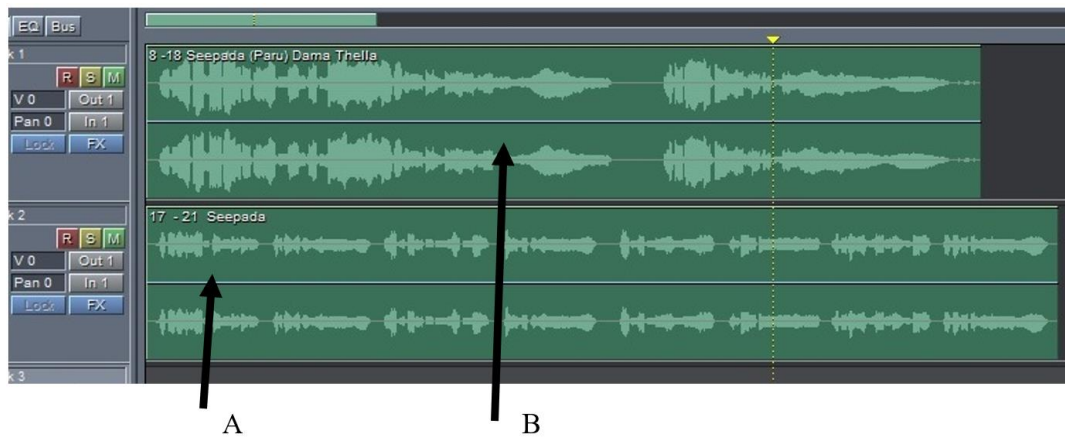 EQ Bus
k 1
8 -18 Seepada (Paru) Dama Thella
R S M
V 0 Out 1
Pan 0 In 1
Lock FX
k 2
17 - 21 Seepada
R S M
V 0 Out 1
Pan 0 In 1
Lock FX
k 3
A B